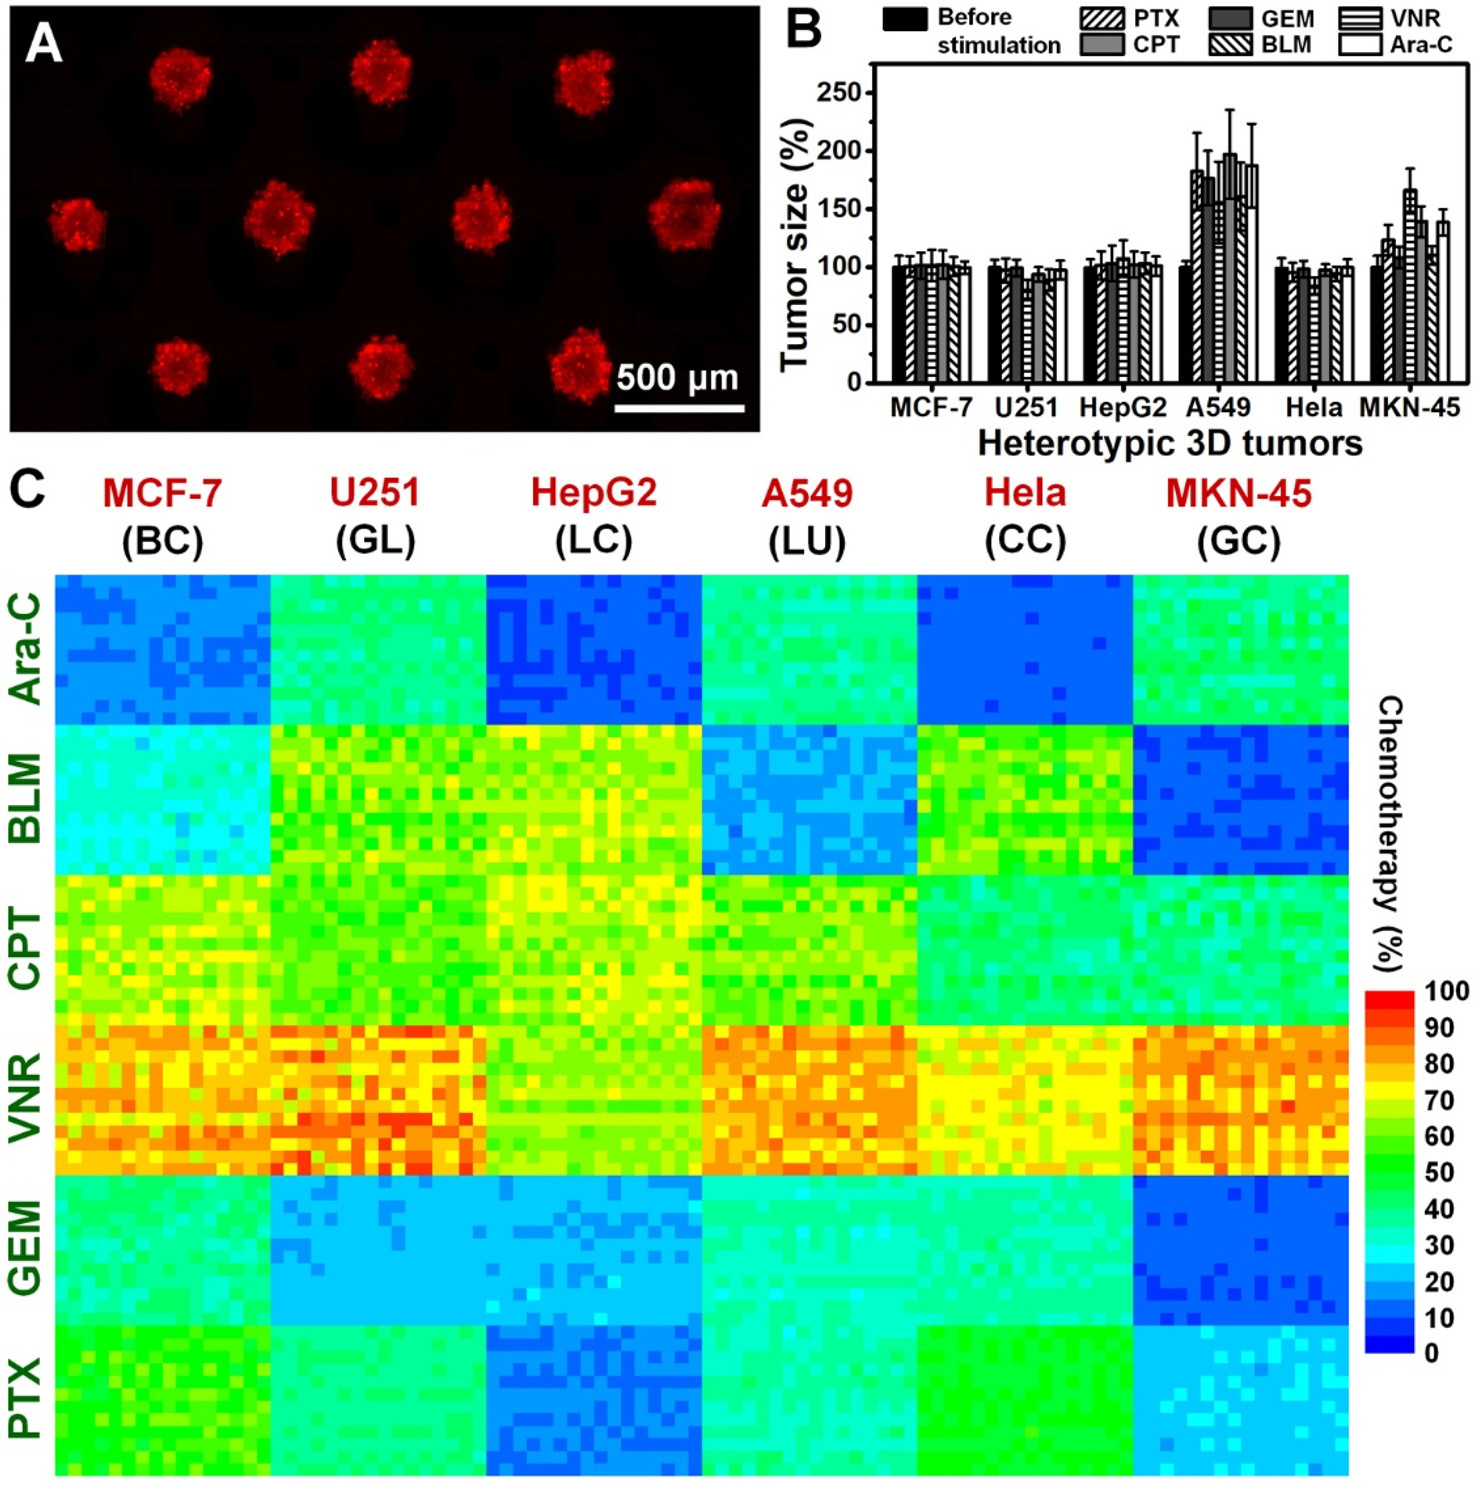 A
500 μm
B
Before stimulation
PTX
CPT
GEM
BLM
VNR
Ara-C
Tumor size (%)
250
200
150
100
50
0
MCF-7 U251 HepG2 A549 Hela MKN-45
Heterotypic 3D tumors
C
MCF-7 U251 HepG2 A549 Hela MKN-45
(BC) (GL) (LC) (LU) (CC) (GC)
Ara-C
BLM
CPT
VNR
GEM
PTX
Chemotherapy (%)
100
90
80
70
60
50
40
30
20
10
0